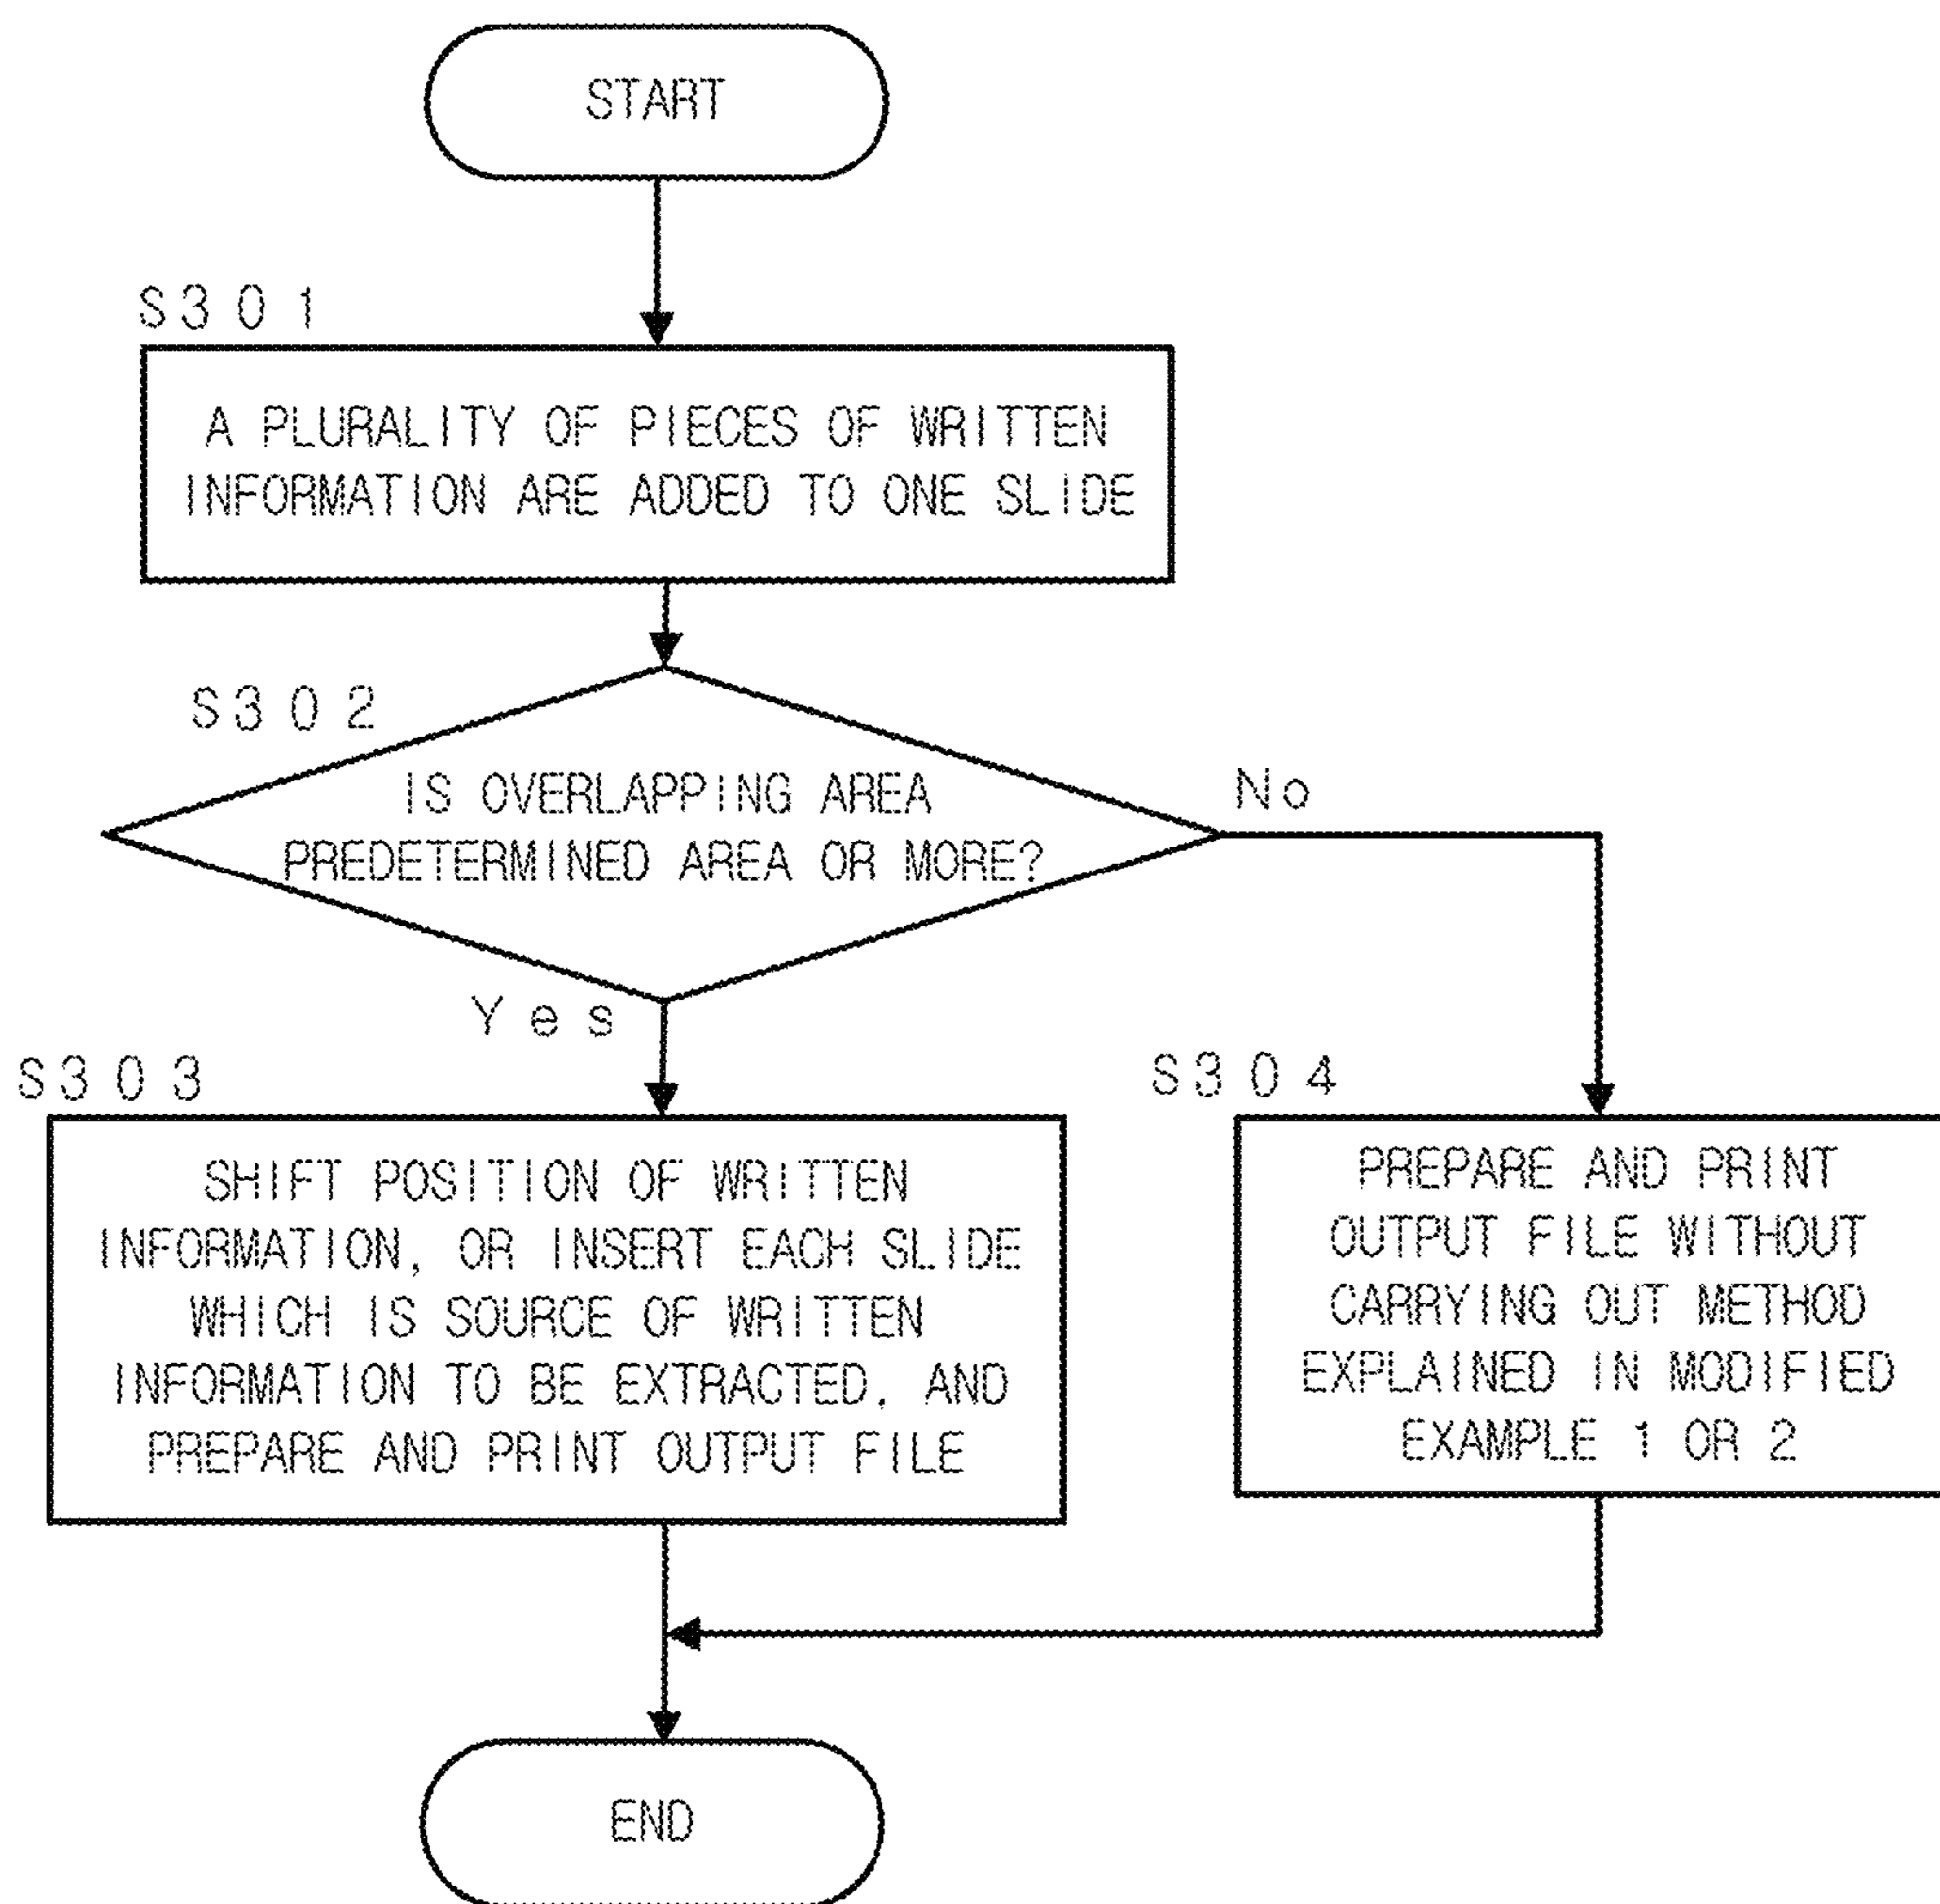 START
S301
A PLURALITY OF PIECES OF WRITTEN
INFORMATION ARE ADDED TO ONE SLIDE
S302
IS OVERLAPPING AREA
PREDETERMINED AREA OR MORE?
No
Yes
S303
SHIFT POSITION OF WRITTEN
INFORMATION, OR INSERT EACH SLIDE
WHICH IS SOURCE OF WRITTEN
INFORMATION TO BE EXTRACTED, AND
PREPARE AND PRINT OUTPUT FILE
S304
PREPARE AND PRINT
OUTPUT FILE WITHOUT
CARRYING OUT METHOD
EXPLAINED IN MODIFIED
EXAMPLE 1 OR 2
END